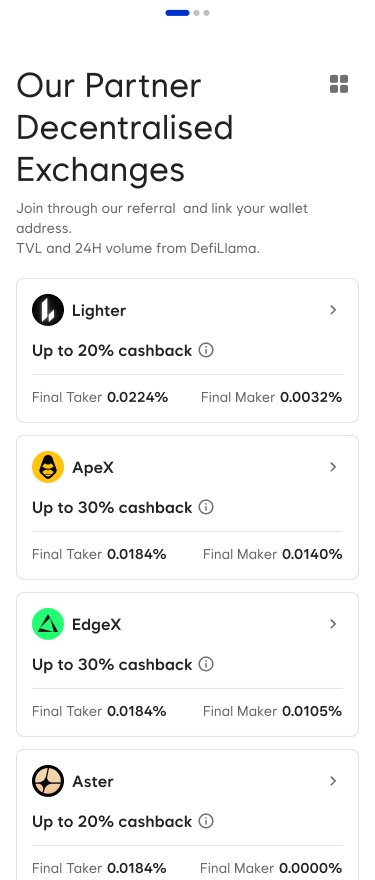 Our Partner
Decentralised
Exchanges
Join through our referral  and link your wallet
address.
TVL and 24H volume from DefiLlama.
Lighter
Up to 20% cashback
Final Taker 0.0224% Final Maker 0.0032%
ApeX
Up to 30% cashback
Final Taker 0.0184% Final Maker 0.0140%
EdgeX
Up to 30% cashback
Final Taker 0.0184% Final Maker 0.0105%
Aster
Up to 20% cashback
Final Taker 0.0184% Final Maker 0.0000%